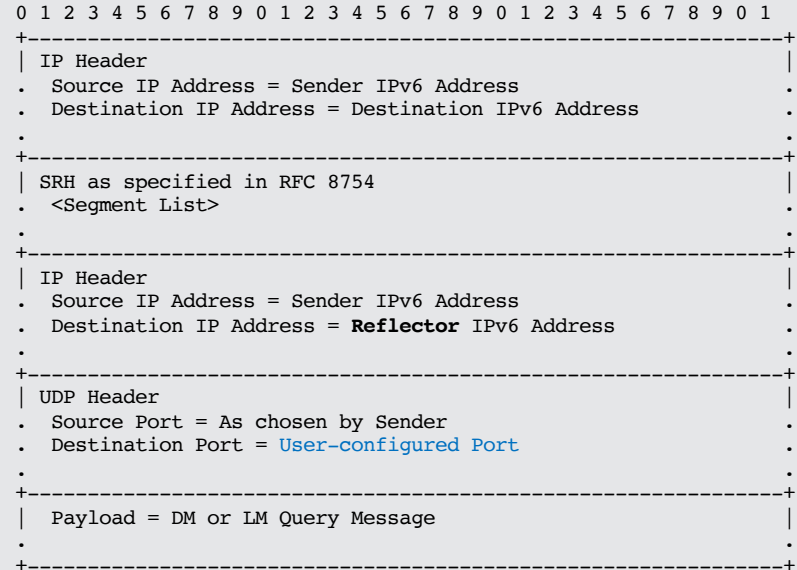 0 1 2 3 4 5 6 7 8 9 0 1 2 3 4 5 6 7 8 9 0 1 2 3 4 5 6 7 8 9 0 1
+---------------------------------------------------------------+
| IP Header                                                     |
.  Source IP Address = Sender IPv6 Address                      .
.  Destination IP Address = Destination IPv6 Address            .
.                                                               .
+---------------------------------------------------------------+
| SRH as specified in RFC 8754                                  |
.  <Segment List>                                               .
.                                                               .
+---------------------------------------------------------------+
| IP Header                                                     |
.  Source IP Address = Sender IPv6 Address                      .
.  Destination IP Address = Reflector IPv6 Address              .
.                                                               .
+---------------------------------------------------------------+
| UDP Header                                                    |
.  Source Port = As chosen by Sender                            .
.  Destination Port = User-configured Port                      .
.                                                               .
+---------------------------------------------------------------+
|  Payload = DM or LM Query Message                             |
.                                                               .
+---------------------------------------------------------------+